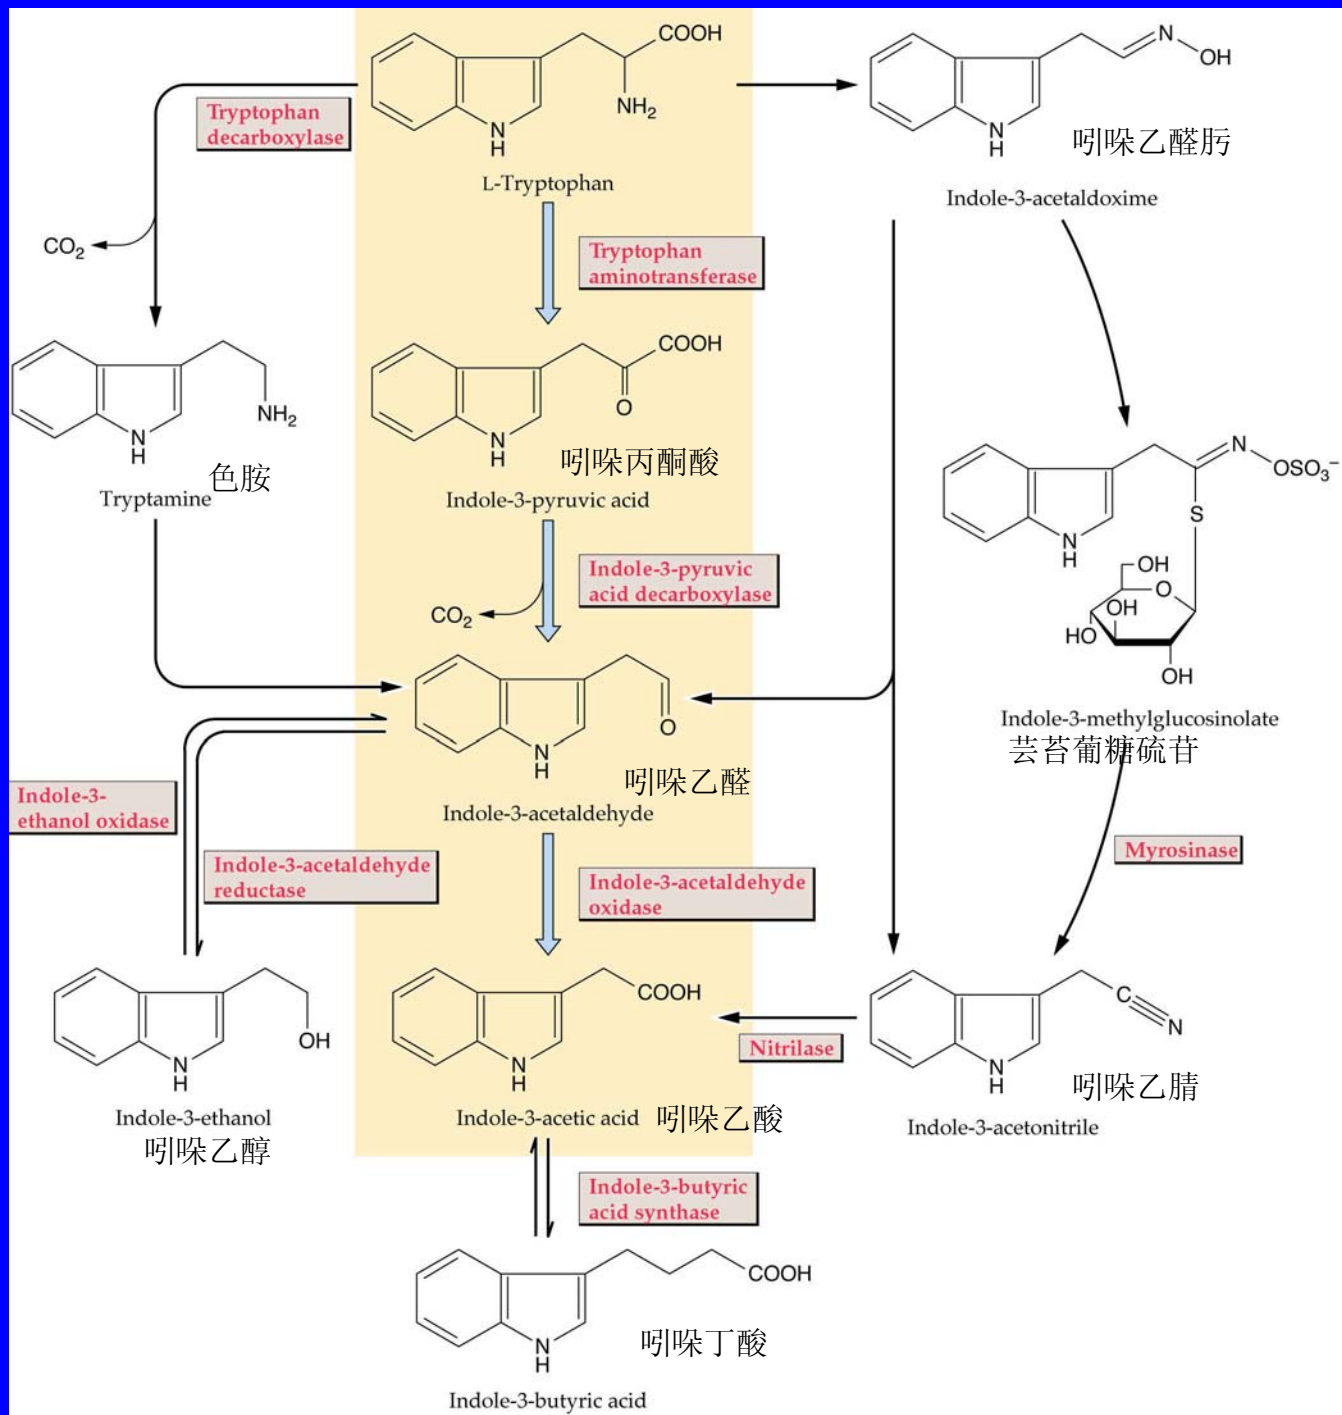 COOH
NH2
N
H
L-Tryptophan
Tryptophan
decarboxylase
CO2
N
OH
N
H
吲哚乙醛肟
Indole-3-acetaldoxime
Tryptophan
aminotransferase
NH2
N
H
色胺
Tryptamine
COOH
O
N
H
吲哚丙酮酸
Indole-3-pyruvic acid
N
OSO3−
S
N
H
OH
O
OH
HO
OH
Indole-3-methylglucosinolate
芸苔葡糖硫苷
Indole-3-pyruvic
acid decarboxylase
CO2
O
N
H
吲哚乙醛
Indole-3-acetaldehyde
Indole-3-
ethanol oxidase
Indole-3-acetaldehyde
reductase
Indole-3-acetaldehyde
oxidase
Myrosinase
OH
N
H
Indole-3-ethanol
吲哚乙醇
COOH
N
H
Indole-3-acetic acid
吲哚乙酸
Nitrilase
C
N
N
H
吲哚乙腈
Indole-3-acetonitrile
Indole-3-butyric
acid synthase
COOH
N
H
吲哚丁酸
Indole-3-butyric acid